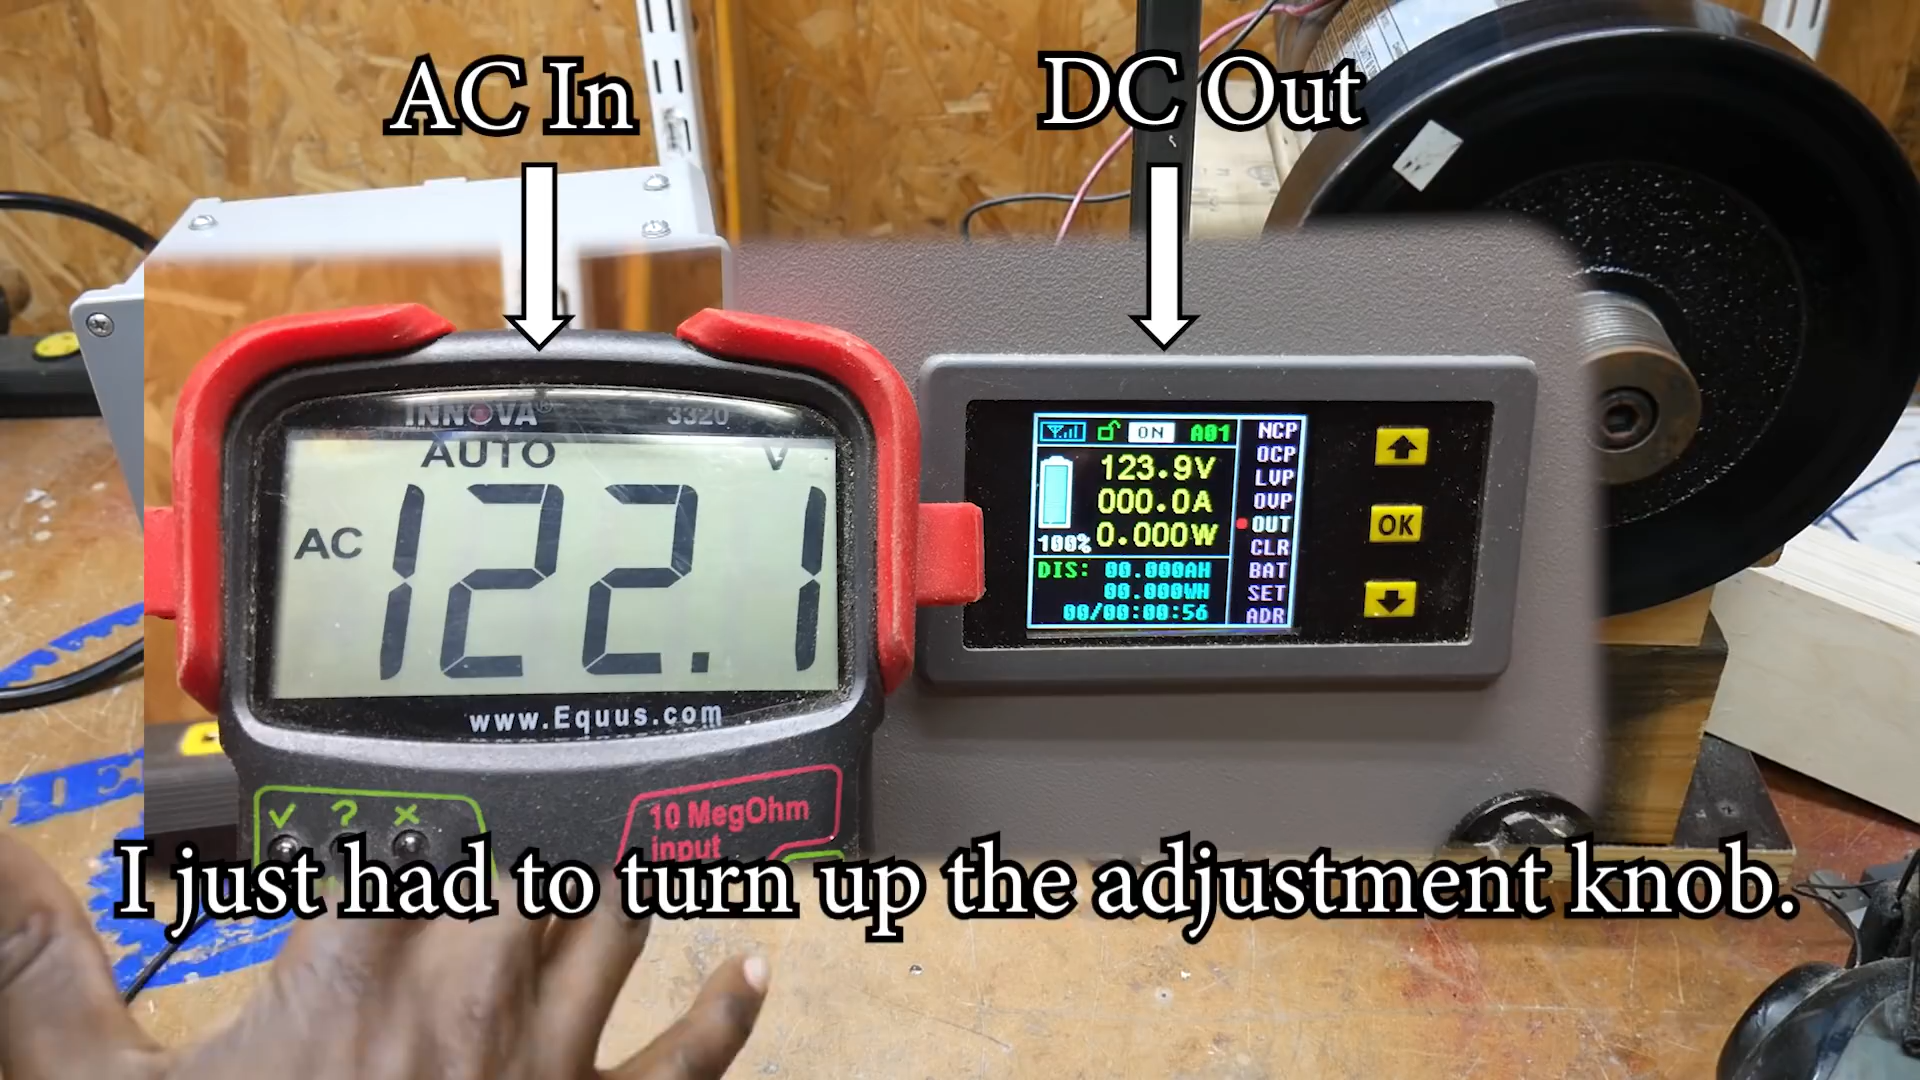 AC In
DC Out
INNOVA® 3320
AUTO V
AC 122.1
www.Equus.com
✓ ? ×
10 MegOhm
input
ON A01
123.9V
000.0A
0.000W
100%
DIS: 00.000AH
00.000WH
00/00:00:56
NCP
OCP
LVP
OVP
OUT
CLR
BAT
SET
ADR
OK
I just had to turn up the adjustment knob.